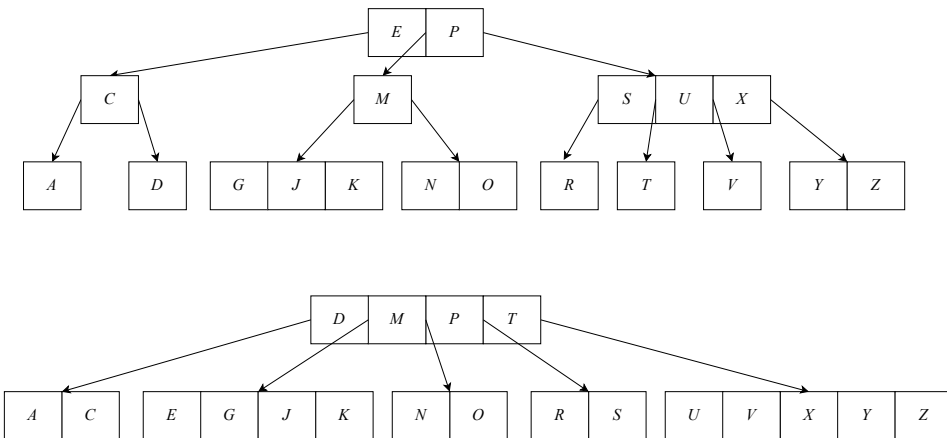 E P
C M S U X
A D G J K N O R T V Y Z
D M P T
A C E G J K N O R S U V X Y Z